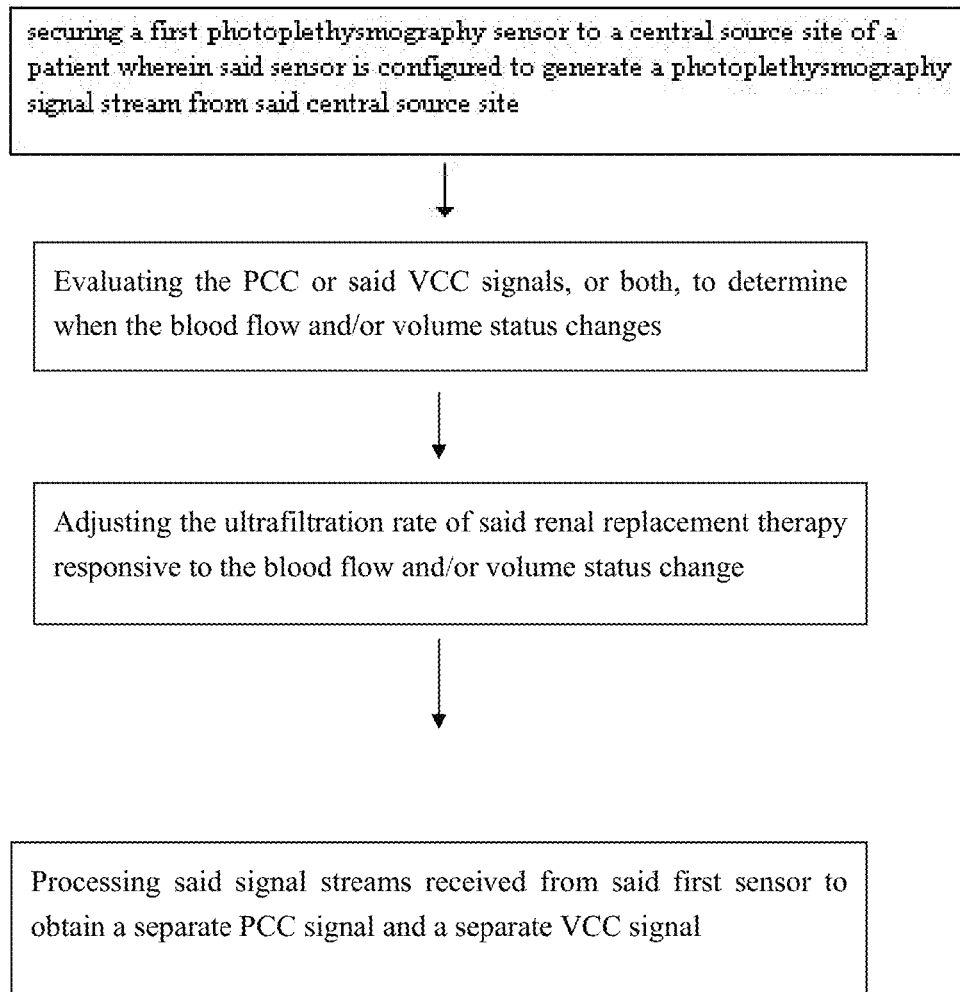 securing a first photoplethysmography sensor to a central source site of a
patient wherein said sensor is configured to generate a photoplethysmography
signal stream from said central source site
Evaluating the PCC or said VCC signals, or both, to determine
when the blood flow and/or volume status changes
Adjusting the ultrafiltration rate of said renal replacement therapy
responsive to the blood flow and/or volume status change
Processing said signal streams received from said first sensor to
obtain a separate PCC signal and a separate VCC signal